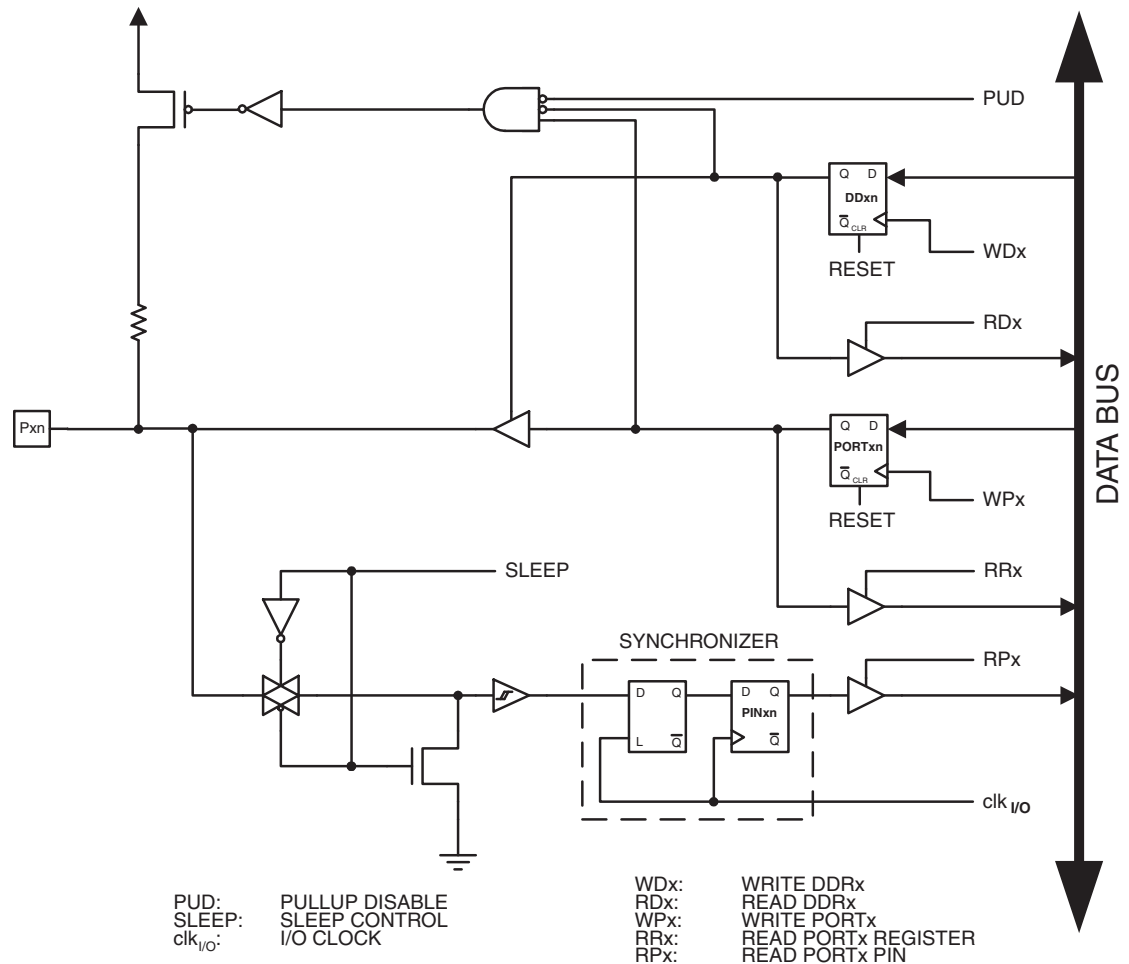 PUD
Q D
DDxn
Q CLR
WDx
RESET
RDx
DATA BUS
Pxn
Q D
PORTxn
Q CLR
WPx
RESET
SLEEP
RRx
SYNCHRONIZER
RPx
D Q
L Q
D Q
PINxn
Q
clk I/O
PUD: PULLUP DISABLE
SLEEP: SLEEP CONTROL
clkI/O: I/O CLOCK
WDx: WRITE DDRx
RDx: READ DDRx
WPx: WRITE PORTx
RRx: READ PORTx REGISTER
RPx: READ PORTx PIN